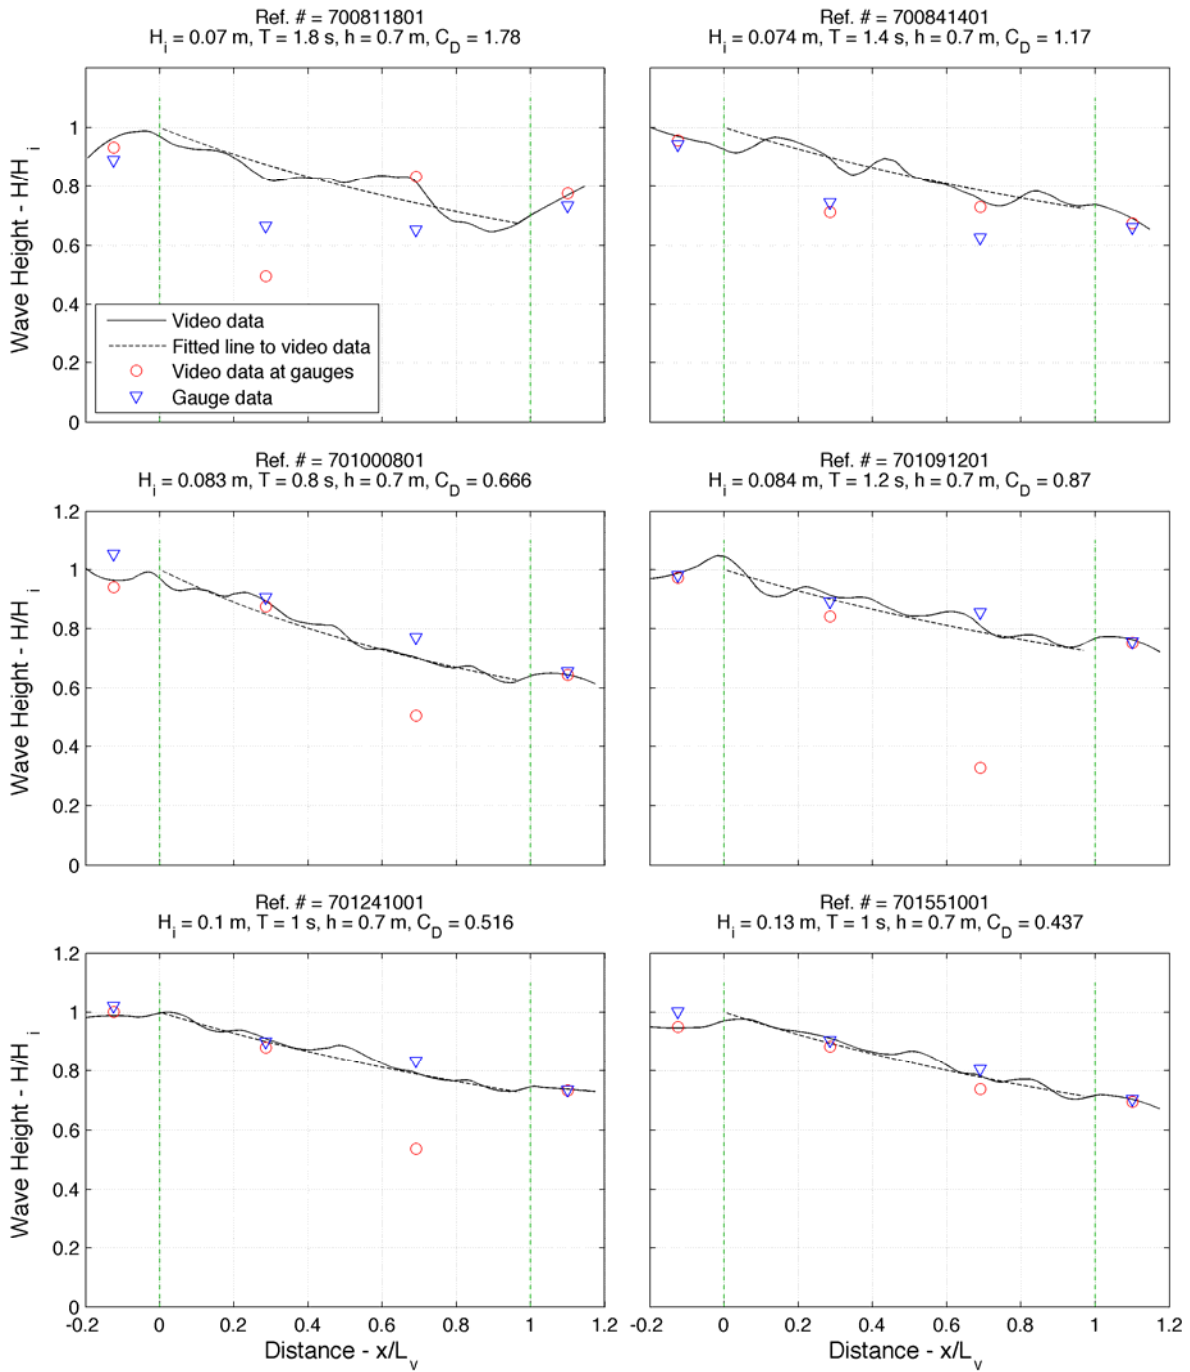 Ref. # = 700811801
H_i = 0.07 m, T = 1.8 s, h = 0.7 m, C_D = 1.78
Wave Height - H/H_i
1
0.8
0.6
0.4
0.2
0
Video data
Fitted line to video data
Video data at gauges
Gauge data
Ref. # = 700841401
H_i = 0.074 m, T = 1.4 s, h = 0.7 m, C_D = 1.17
Ref. # = 701000801
H_i = 0.083 m, T = 0.8 s, h = 0.7 m, C_D = 0.666
Wave Height - H/H_i
1.2
1
0.8
0.6
0.4
0.2
0
Ref. # = 701091201
H_i = 0.084 m, T = 1.2 s, h = 0.7 m, C_D = 0.87
Ref. # = 701241001
H_i = 0.1 m, T = 1 s, h = 0.7 m, C_D = 0.516
Wave Height - H/H_i
1.2
1
0.8
0.6
0.4
0.2
0
-0.2 0 0.2 0.4 0.6 0.8 1 1.2
Distance - x/L_v
Ref. # = 701551001
H_i = 0.13 m, T = 1 s, h = 0.7 m, C_D = 0.437
-0.2 0 0.2 0.4 0.6 0.8 1 1.2
Distance - x/L_v